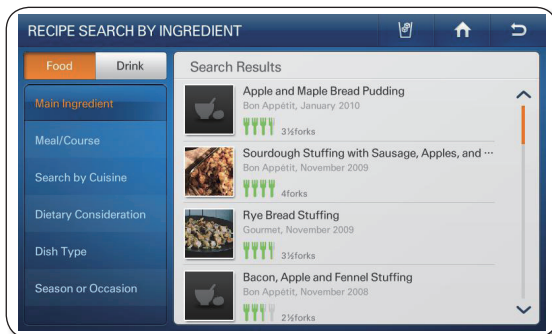 RECIPE SEARCH BY INGREDIENT
Food
Drink
Main Ingredient
Meal/Course
Search by Cuisine
Dietary Consideration
Dish Type
Season or Occasion
Search Results
Apple and Maple Bread Pudding
Bon Appétit, January 2010
3½forks
Sourdough Stuffing with Sausage, Apples, and ···
Bon Appétit, November 2009
4forks
Rye Bread Stuffing
Gourmet, November 2009
3½forks
Bacon, Apple and Fennel Stuffing
Bon Appétit, November 2008
2½forks